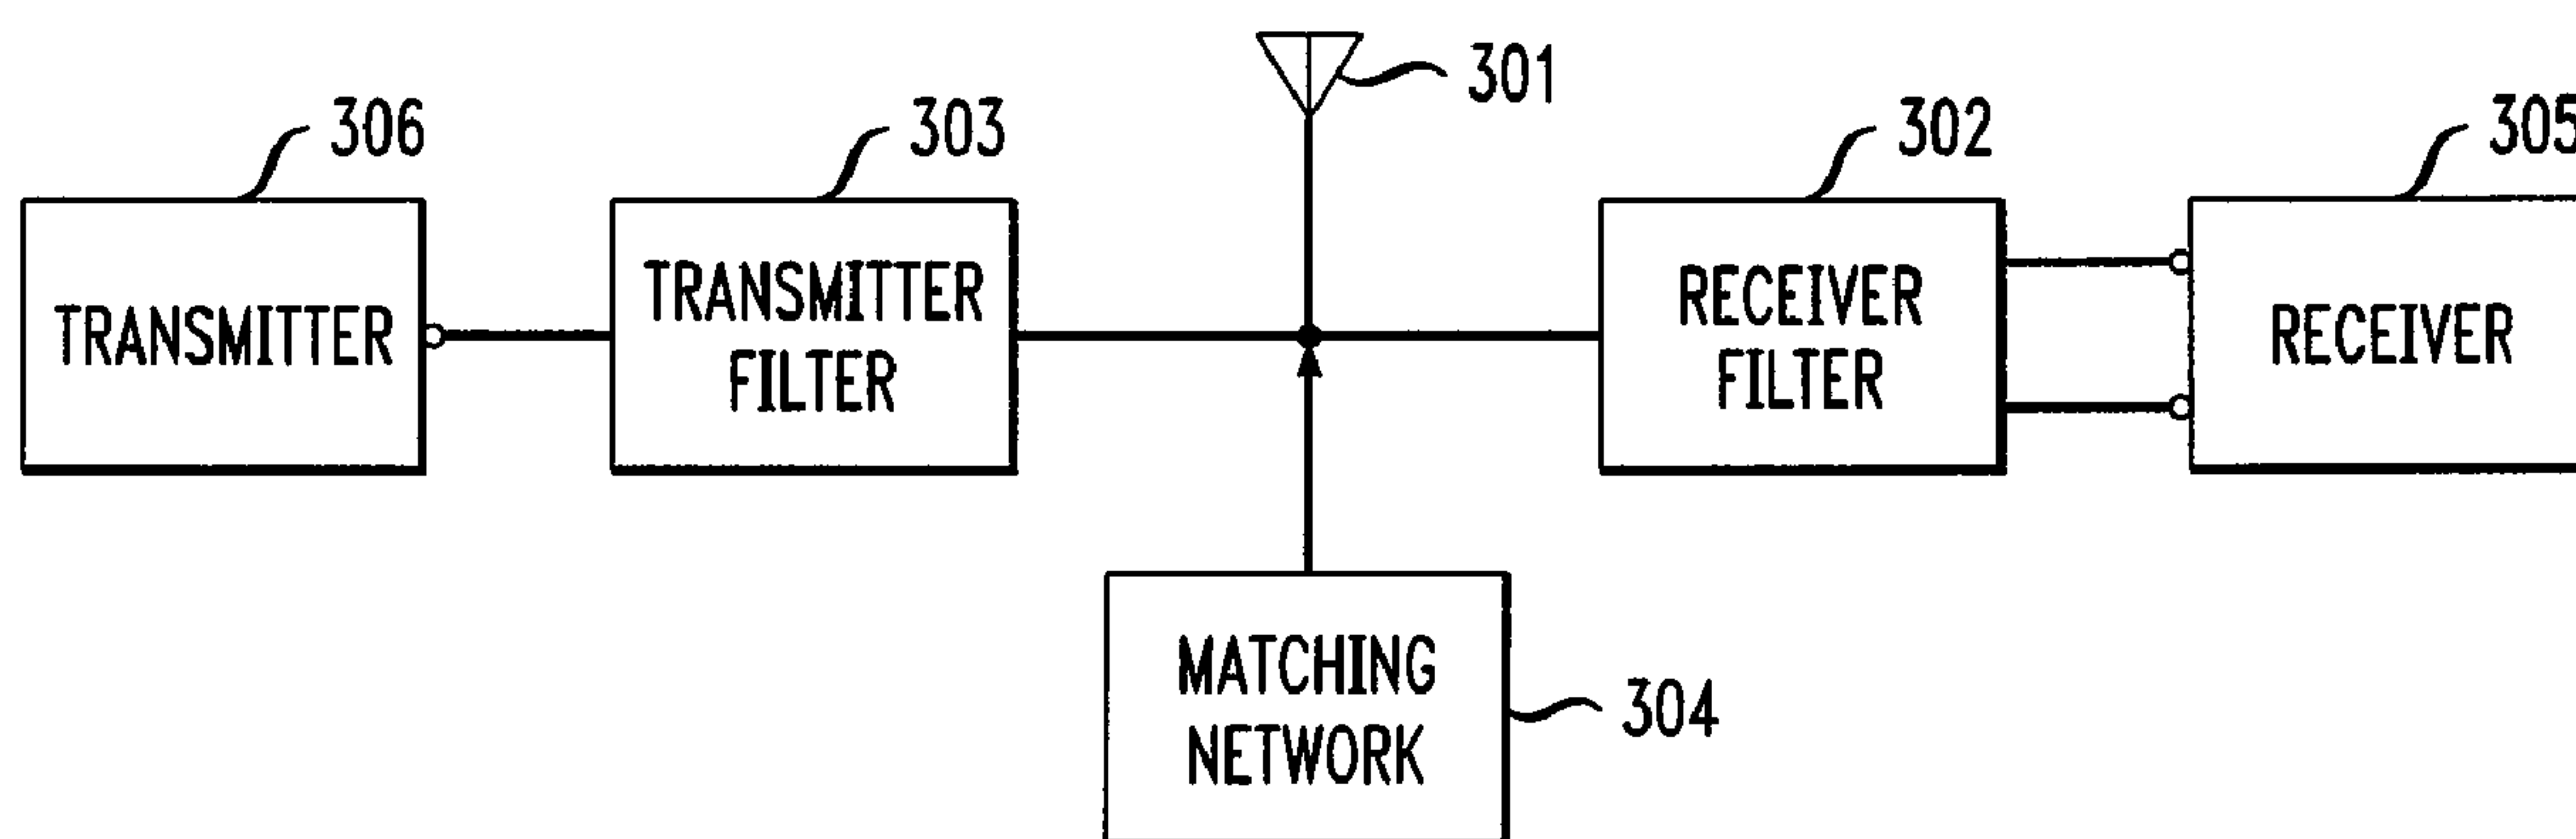 301
306
303
302
305
TRANSMITTER
TRANSMITTER
FILTER
RECEIVER
FILTER
RECEIVER
MATCHING
NETWORK
304